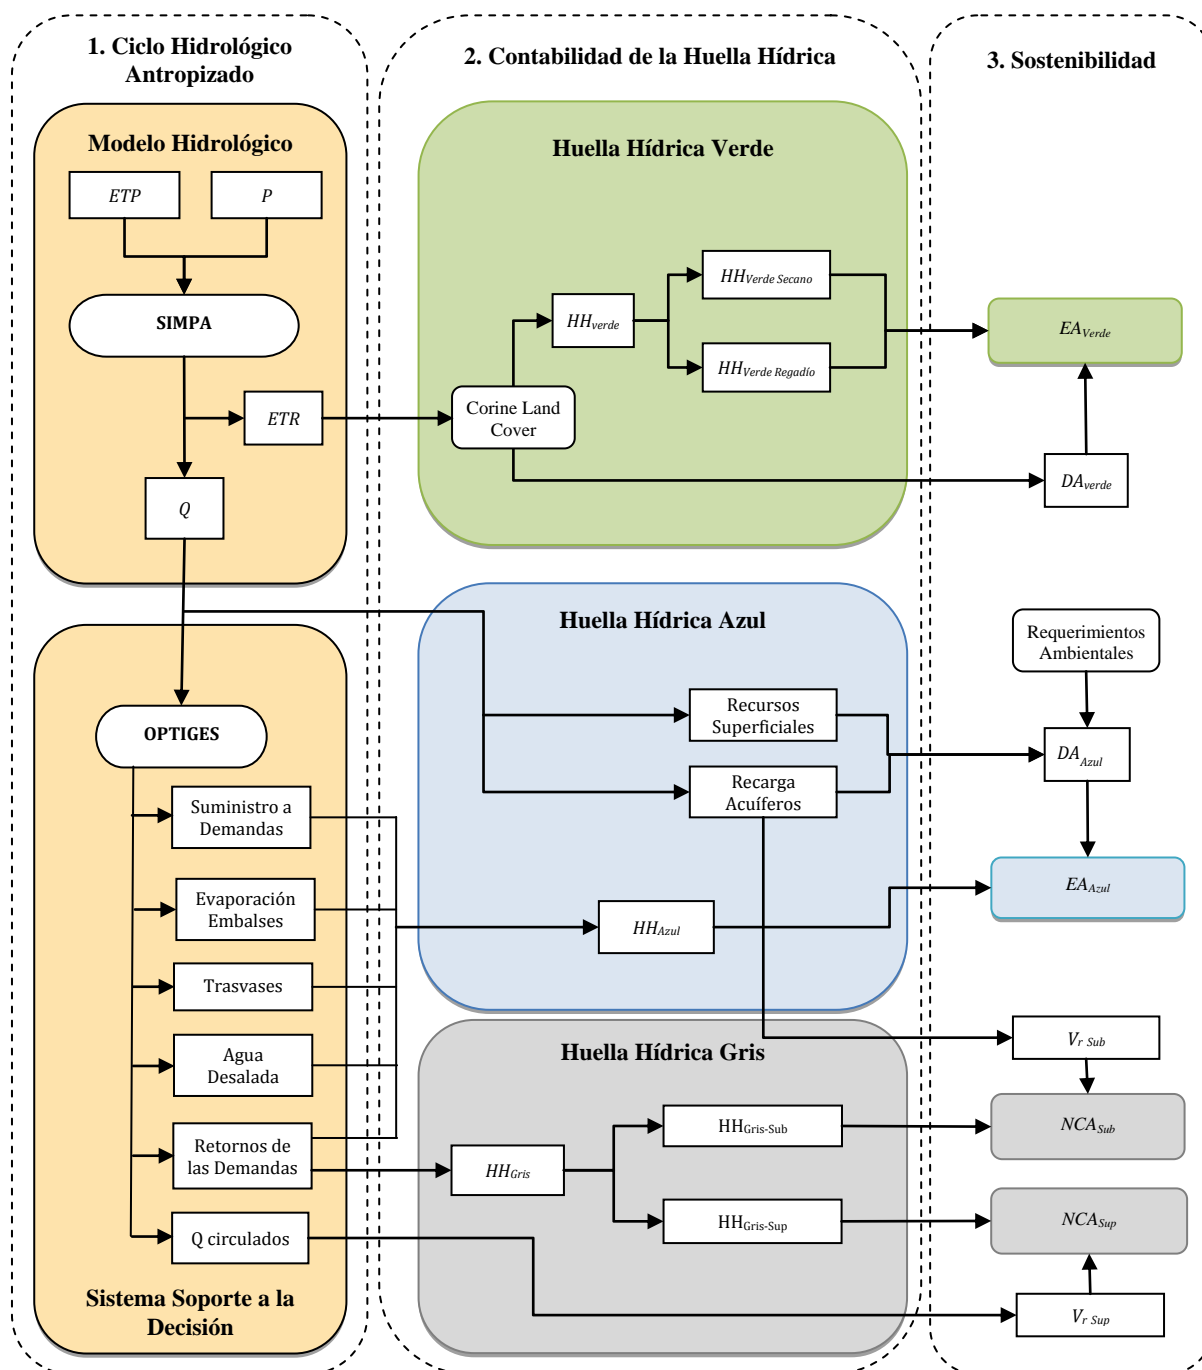 1. Ciclo Hidrológico
Antropizado
Modelo Hidrológico
ETP
P
SIMPA
ETR
Q
OPTIGES
Suministro a
Demandas
Evaporación
Embalses
Trasvases
Agua
Desalada
Retornos de
las Demandas
Q circulados
Sistema Soporte a la
Decisión
2. Contabilidad de la Huella Hídrica
Huella Hídrica Verde
HHverde
HHVerde Secano
HHVerde Regadío
Corine Land
Cover
Huella Hídrica Azul
Recursos
Superficiales
Recarga
Acuíferos
HHAzul
Huella Hídrica Gris
HHGris
HHGris-Sub
HHGris-Sup
3. Sostenibilidad
EAVerde
DAverde
Requerimientos
Ambientales
DAAzul
EAAzul
Vr Sub
NCASub
NCASup
Vr Sup